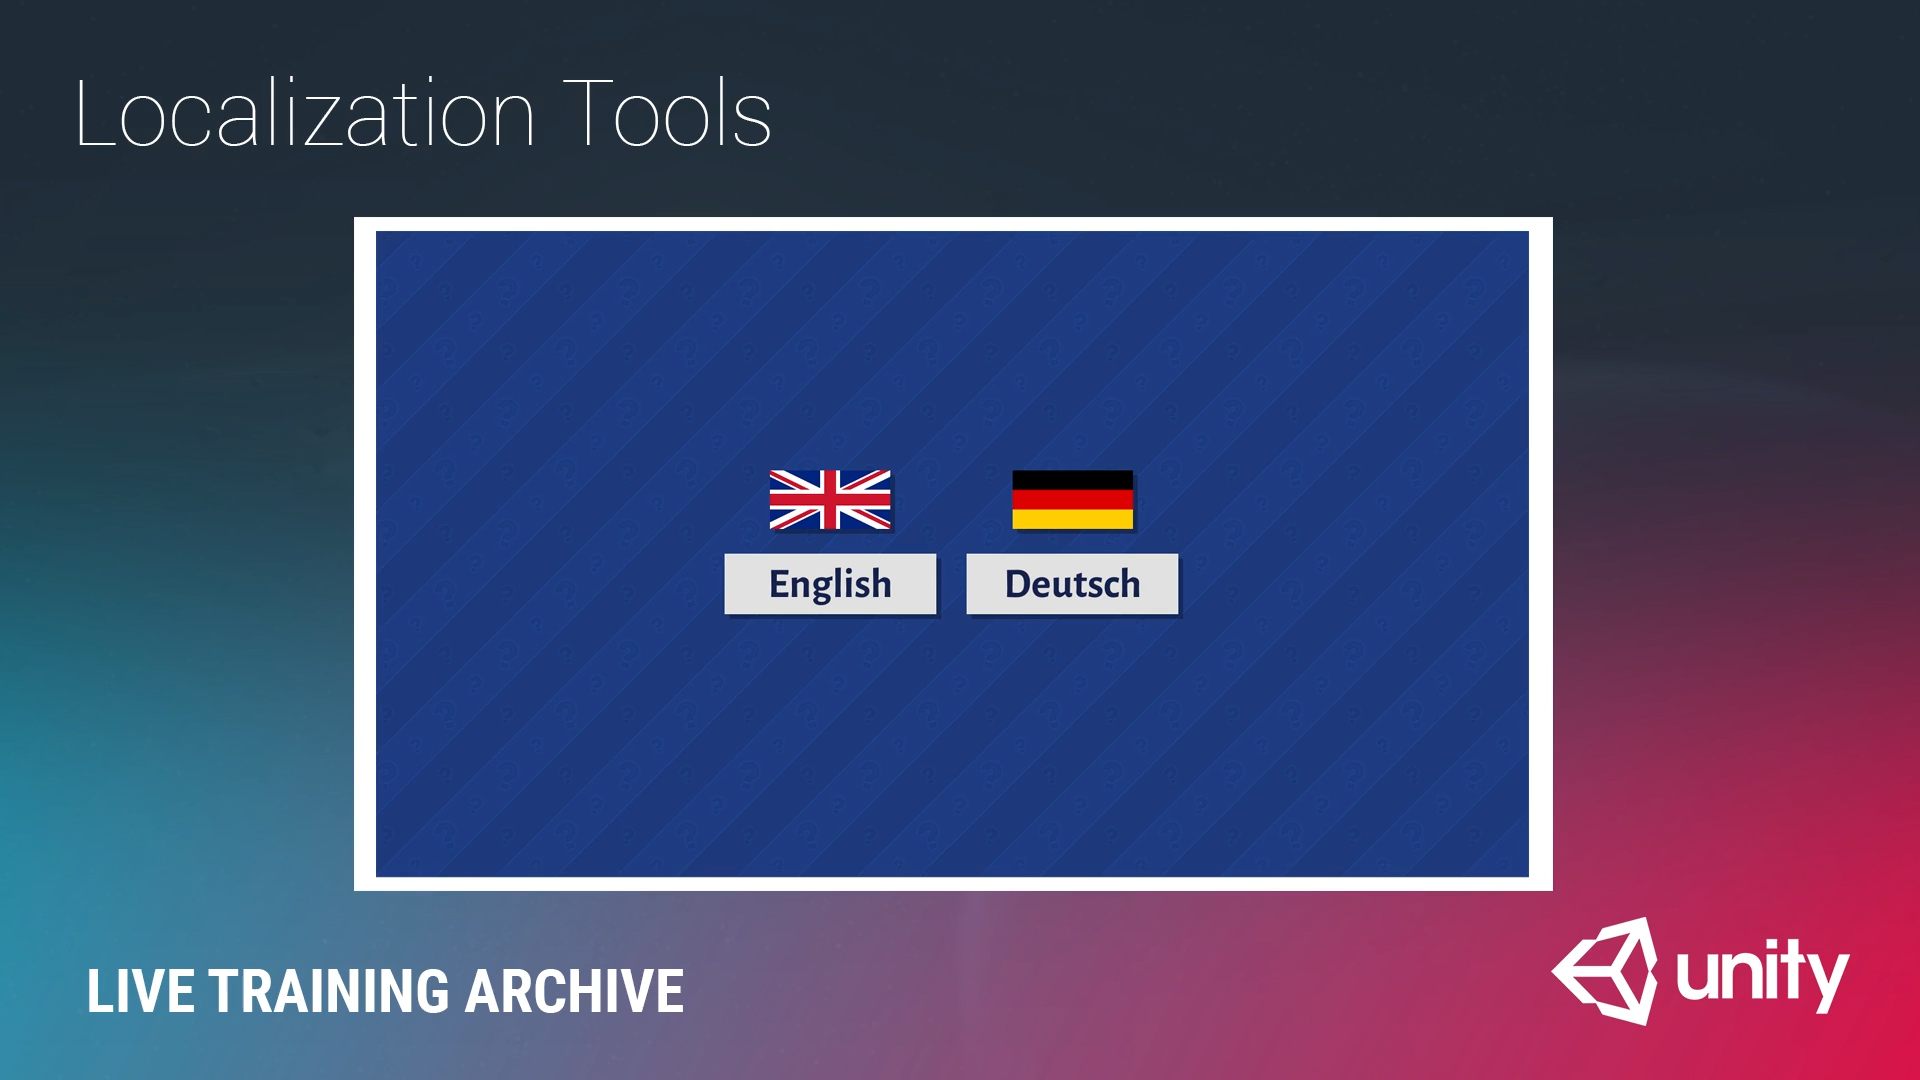 Localization Tools
English
Deutsch
LIVE TRAINING ARCHIVE
unity